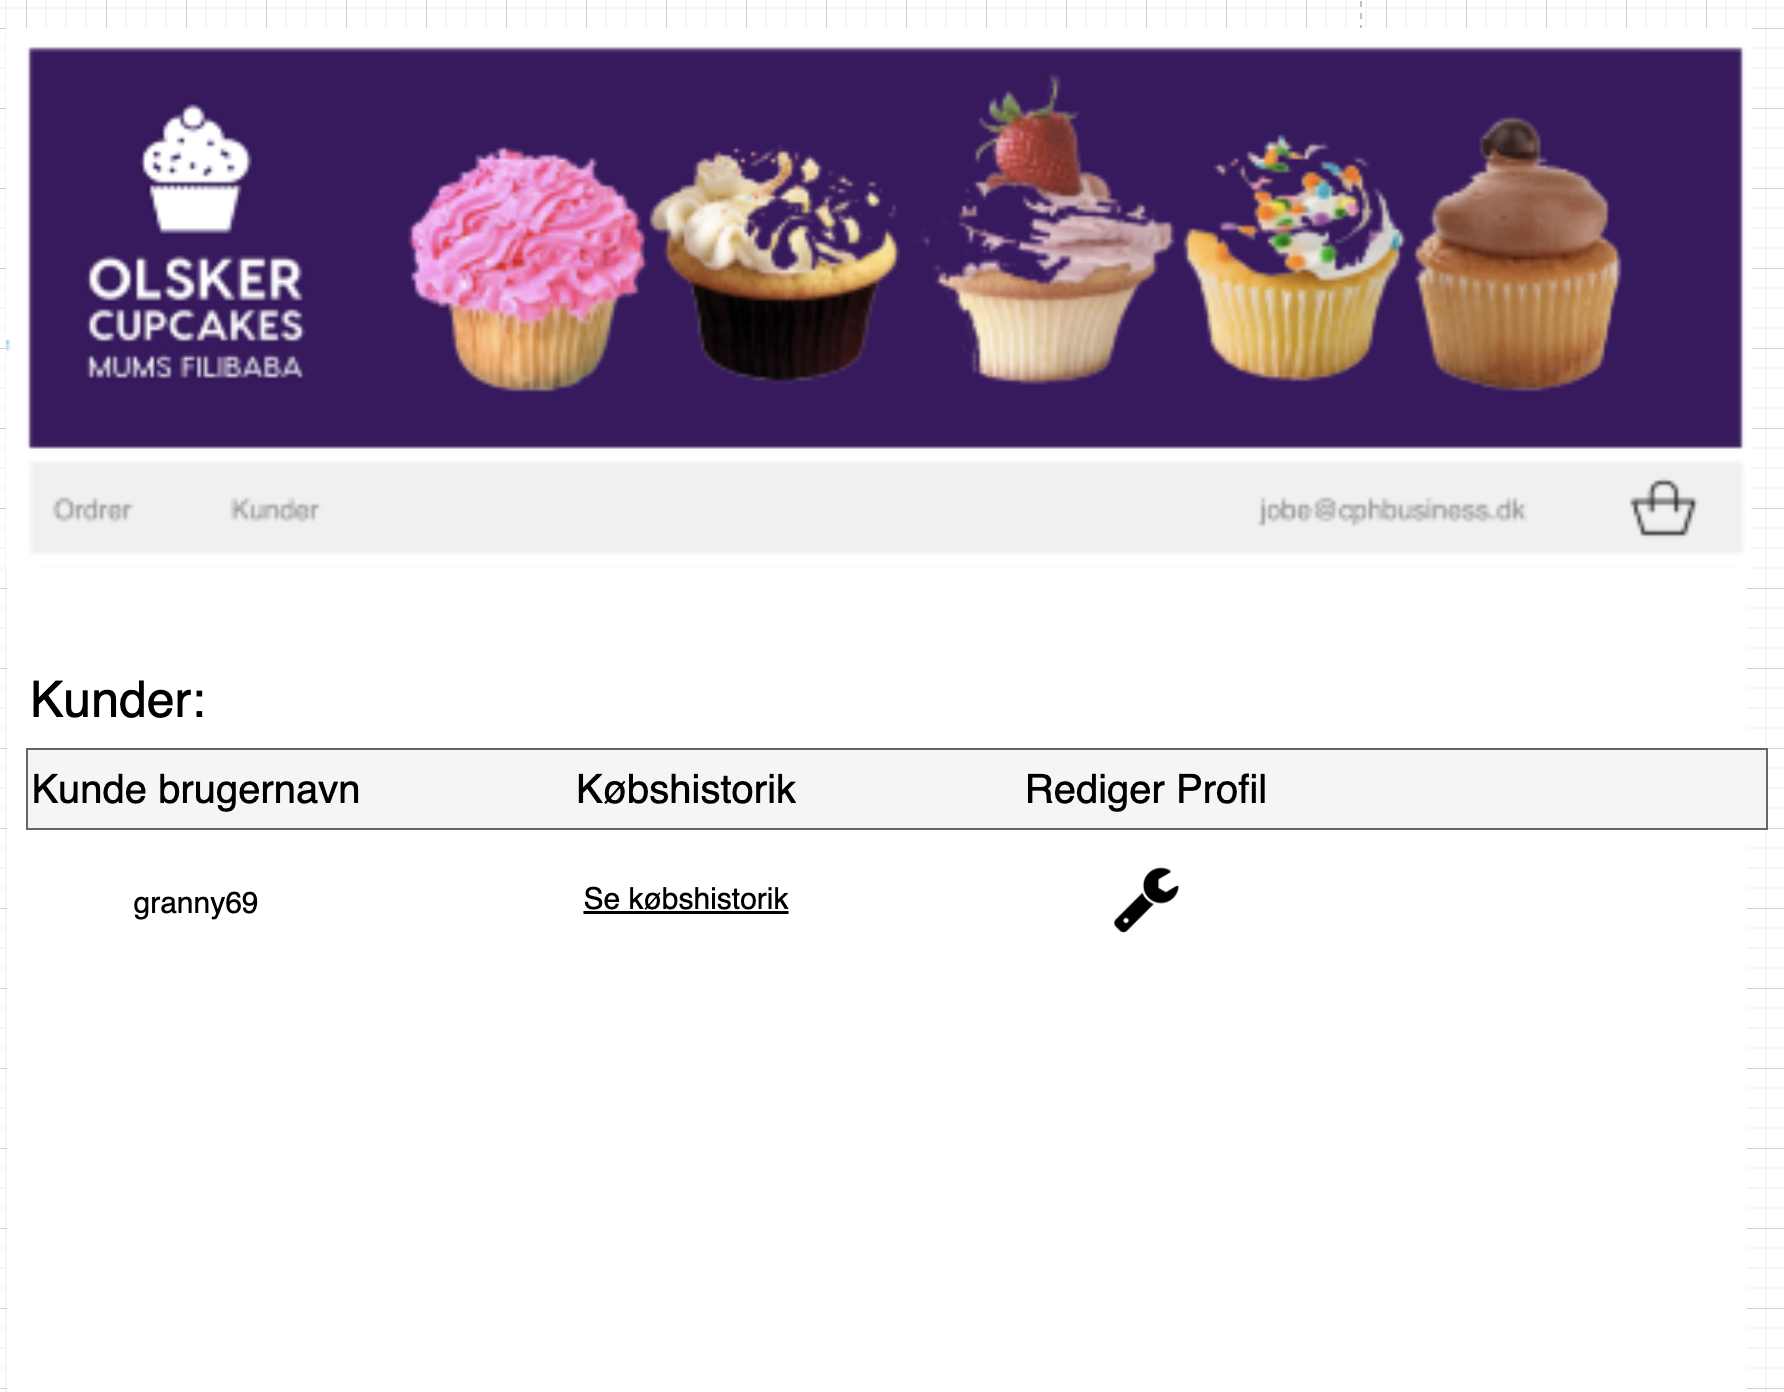 OLSKER
CUPCAKES
MUMS FILIBABA
Ordrer Kunder jobe@cphbusiness.dk
Kunder:
Kunde brugernavn Købshistorik Rediger Profil
granny69 Se købshistorik